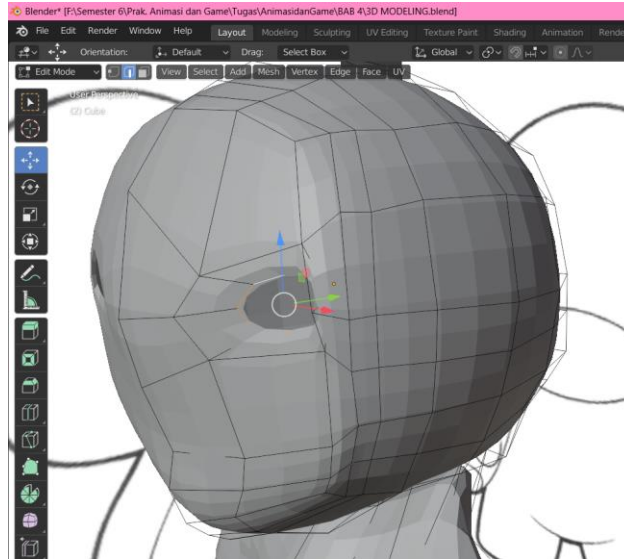 Blender* [F:\Semester 6\Prak. Animasi dan Game\Tugas\AnimasidanGame\BAB 4\3D MODELING.blend]
File Edit Render Window Help Layout Modeling Sculpting UV Editing Texture Paint Shading Animation Rende
Orientation: Default Drag: Select Box Global
Edit Mode View Select Add Mesh Vertex Edge Face UV
User Perspective
(2) Cube